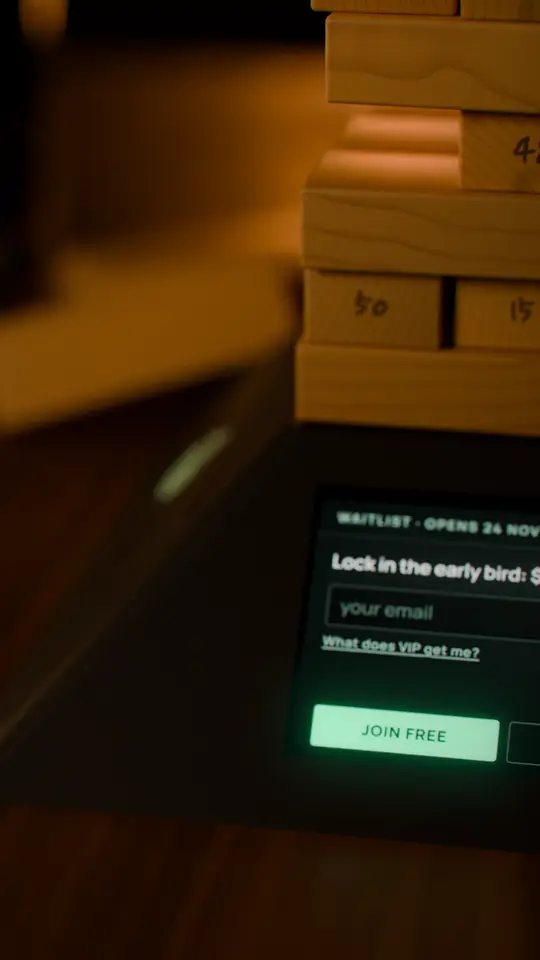 50 15
WAITLIST · OPENS 24 NOV
Lock in the early bird: $
your email
What does VIP get me?
JOIN FREE